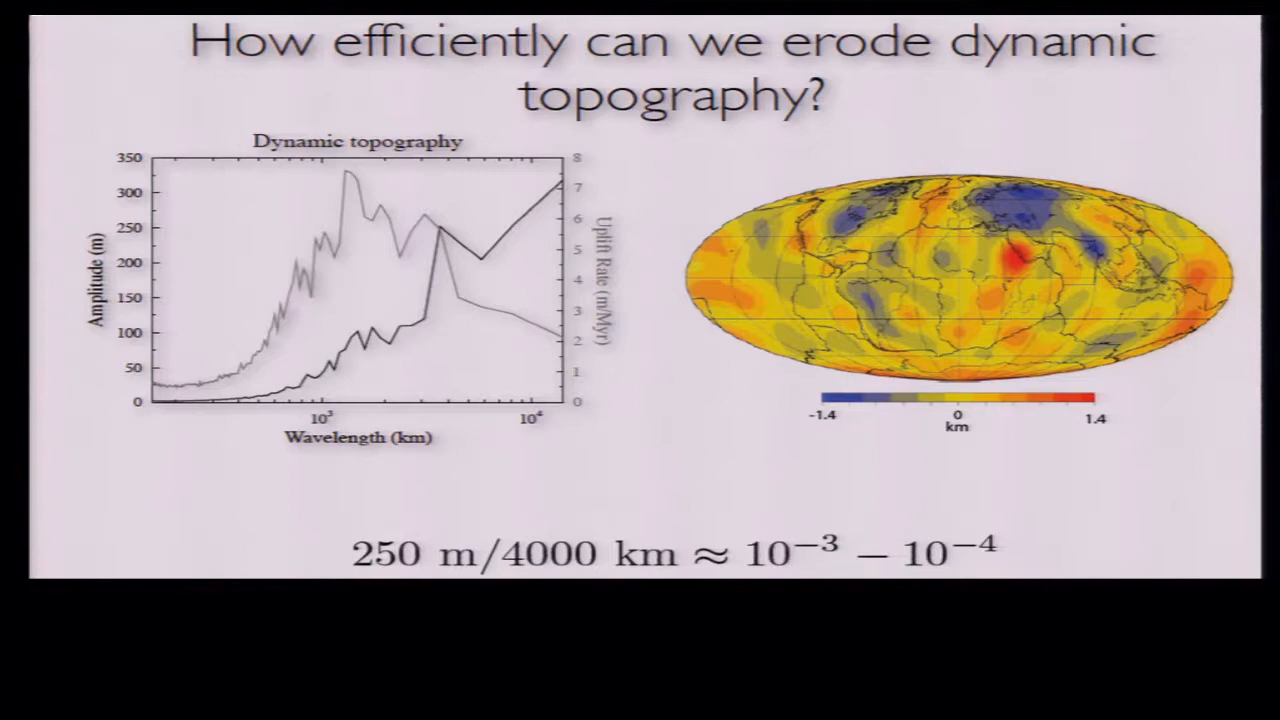 How efficiently can we erode dynamic
topography?
Dynamic topography
350
300
250
200
150
100
50
0
Amplitude (m)
8
7
6
5
4
3
2
1
0
Uplift Rate (m/Myr)
10³
10⁴
Wavelength (km)
-1.4
0
1.4
km
250 m/4000 km ≈ 10⁻³ − 10⁻⁴